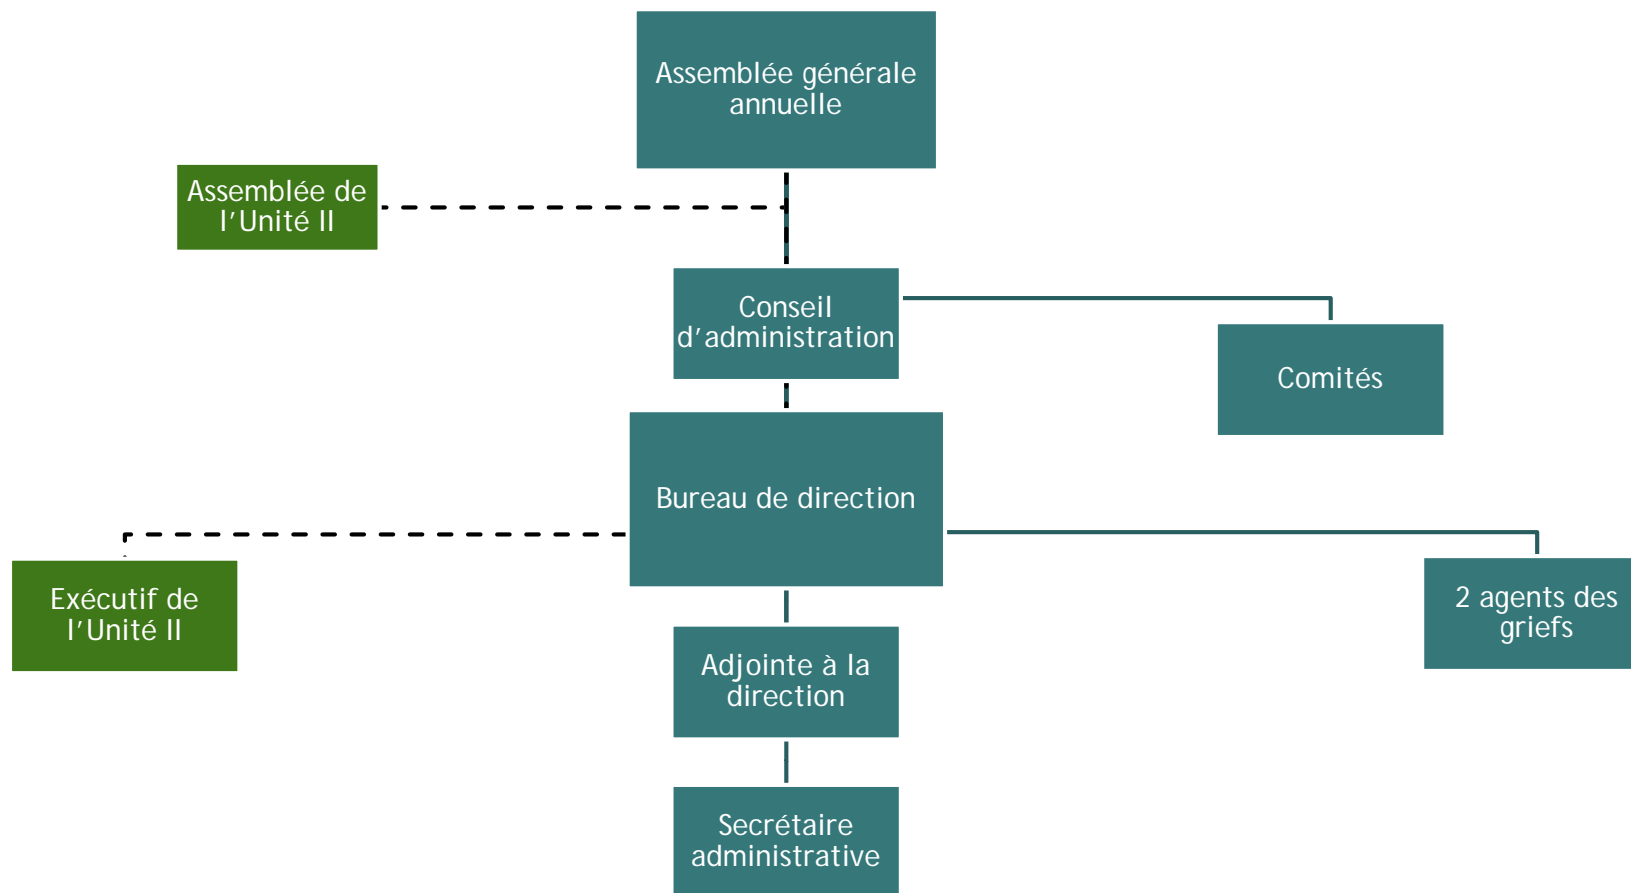 Assemblée générale
annuelle
Assemblée de
l’Unité II
Conseil
d’administration
Comités
Bureau de direction
Exécutif de
l’Unité II
2 agents des
griefs
Adjointe à la
direction
Secrétaire
administrative